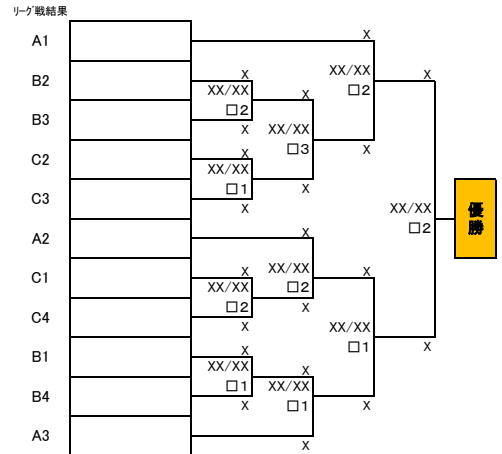 リーグ戦結果
A1
X
XX/XX
□2
X
B2
X
XX/XX
□2
B3
X
X
XX/XX
□3
X
C2
X
XX/XX
□1
C3
X
X
XX/XX
□2
優勝
A2
X
XX/XX
□2
X
C1
X
XX/XX
□2
C4
X
X
XX/XX
□1
X
B1
X
XX/XX
□1
B4
X
X
XX/XX
□1
X
A3
X